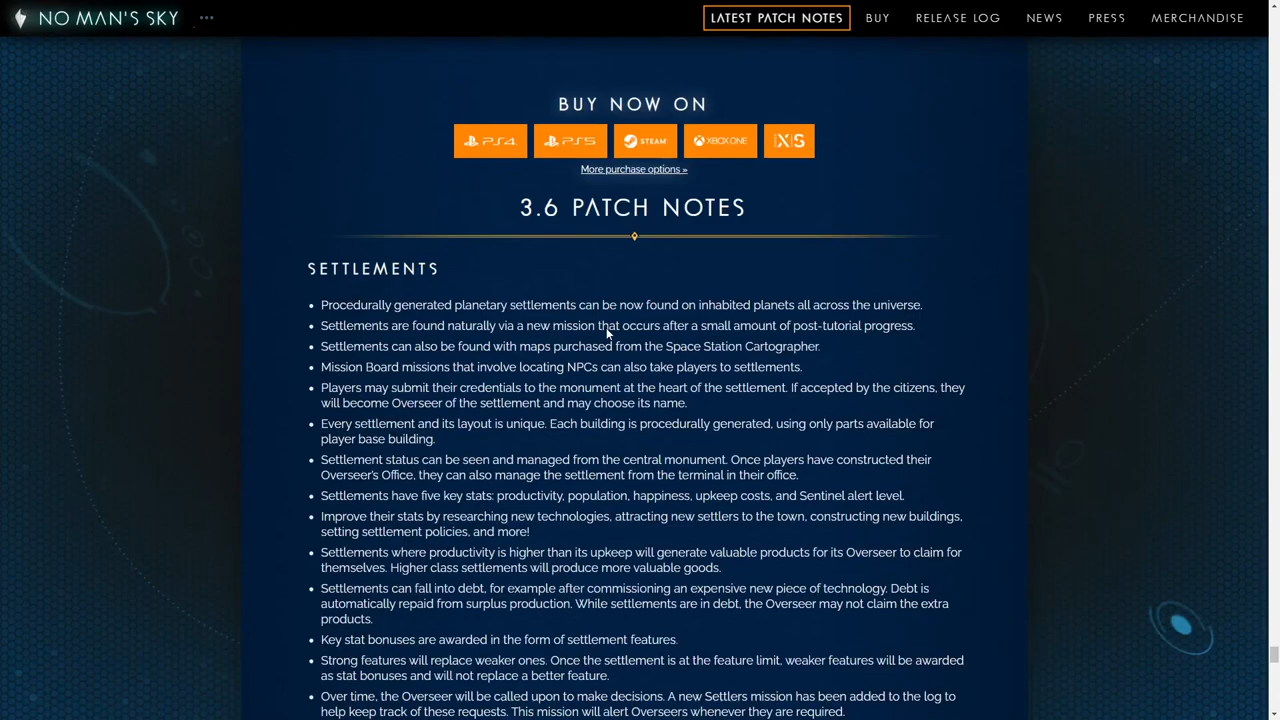 NO MAN'S SKY
LATEST PATCH NOTES
BUY
RELEASE LOG
NEWS
PRESS
MERCHANDISE
BUY NOW ON
PS4
PS5
STEAM
XBOX ONE
X|S
More purchase options »
3.6 PATCH NOTES
SETTLEMENTS
• Procedurally generated planetary settlements can be now found on inhabited planets all across the universe.
• Settlements are found naturally via a new mission that occurs after a small amount of post-tutorial progress.
• Settlements can also be found with maps purchased from the Space Station Cartographer.
• Mission Board missions that involve locating NPCs can also take players to settlements.
• Players may submit their credentials to the monument at the heart of the settlement. If accepted by the citizens, they
will become Overseer of the settlement and may choose its name.
• Every settlement and its layout is unique. Each building is procedurally generated, using only parts available for
player base building.
• Settlement status can be seen and managed from the central monument. Once players have constructed their
Overseer's Office, they can also manage the settlement from the terminal in their office.
• Settlements have five key stats: productivity, population, happiness, upkeep costs, and Sentinel alert level.
• Improve their stats by researching new technologies, attracting new settlers to the town, constructing new buildings,
setting settlement policies, and more!
• Settlements where productivity is higher than its upkeep will generate valuable products for its Overseer to claim for
themselves. Higher class settlements will produce more valuable goods.
• Settlements can fall into debt, for example after commissioning an expensive new piece of technology. Debt is
automatically repaid from surplus production. While settlements are in debt, the Overseer may not claim the extra
products.
• Key stat bonuses are awarded in the form of settlement features.
• Strong features will replace weaker ones. Once the settlement is at the feature limit, weaker features will be awarded
as stat bonuses and will not replace a better feature.
• Over time, the Overseer will be called upon to make decisions. A new Settlers mission has been added to the log to
help keep track of these requests. This mission will alert Overseers whenever they are required.